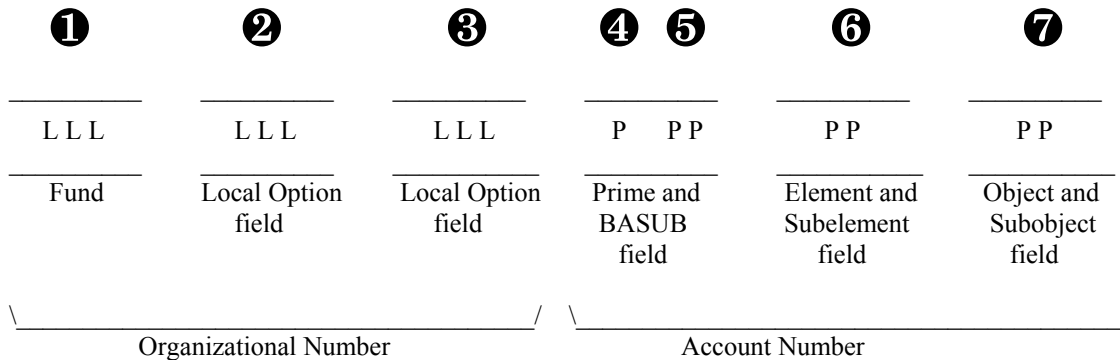 ❶ ❷ ❸ ❹ ❺ ❻ ❼
L L L L L L L L L P P P P P P P
Fund Local Option Local Option Prime and Element and Object and
field field BASUB Subelement Subobject
field field field
\ / \
Organizational Number Account Number